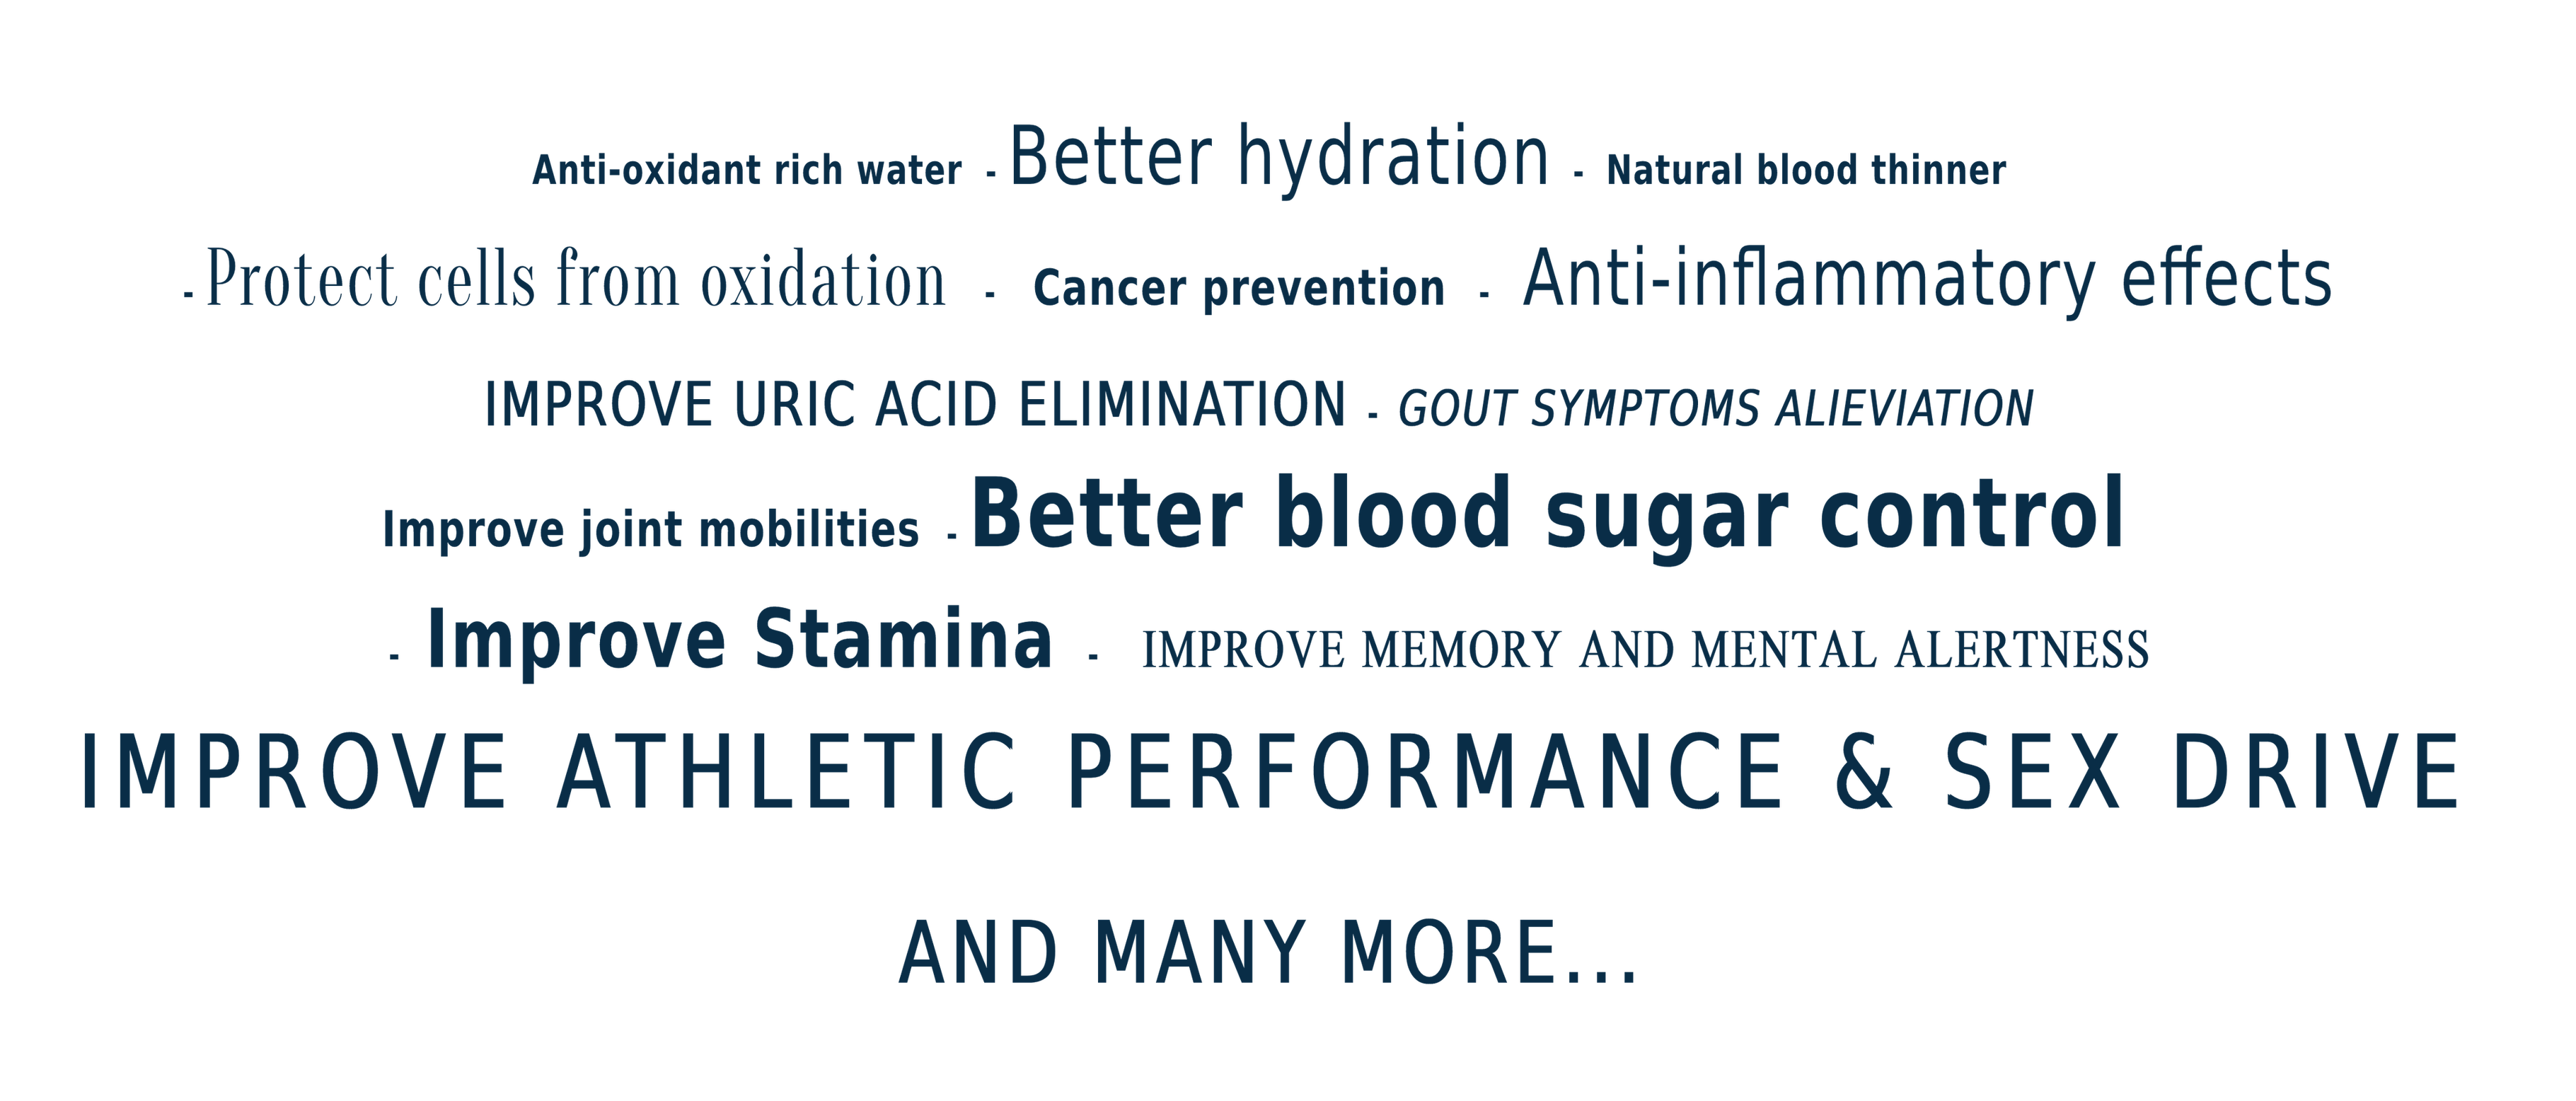 Anti-oxidant rich water - Better hydration - Natural blood thinner
- Protect cells from oxidation - Cancer prevention - Anti-inflammatory effects
IMPROVE URIC ACID ELIMINATION - GOUT SYMPTOMS ALIEVIATION
Improve joint mobilities - Better blood sugar control
- Improve Stamina - IMPROVE MEMORY AND MENTAL ALERTNESS
IMPROVE ATHLETIC PERFORMANCE & SEX DRIVE
AND MANY MORE...